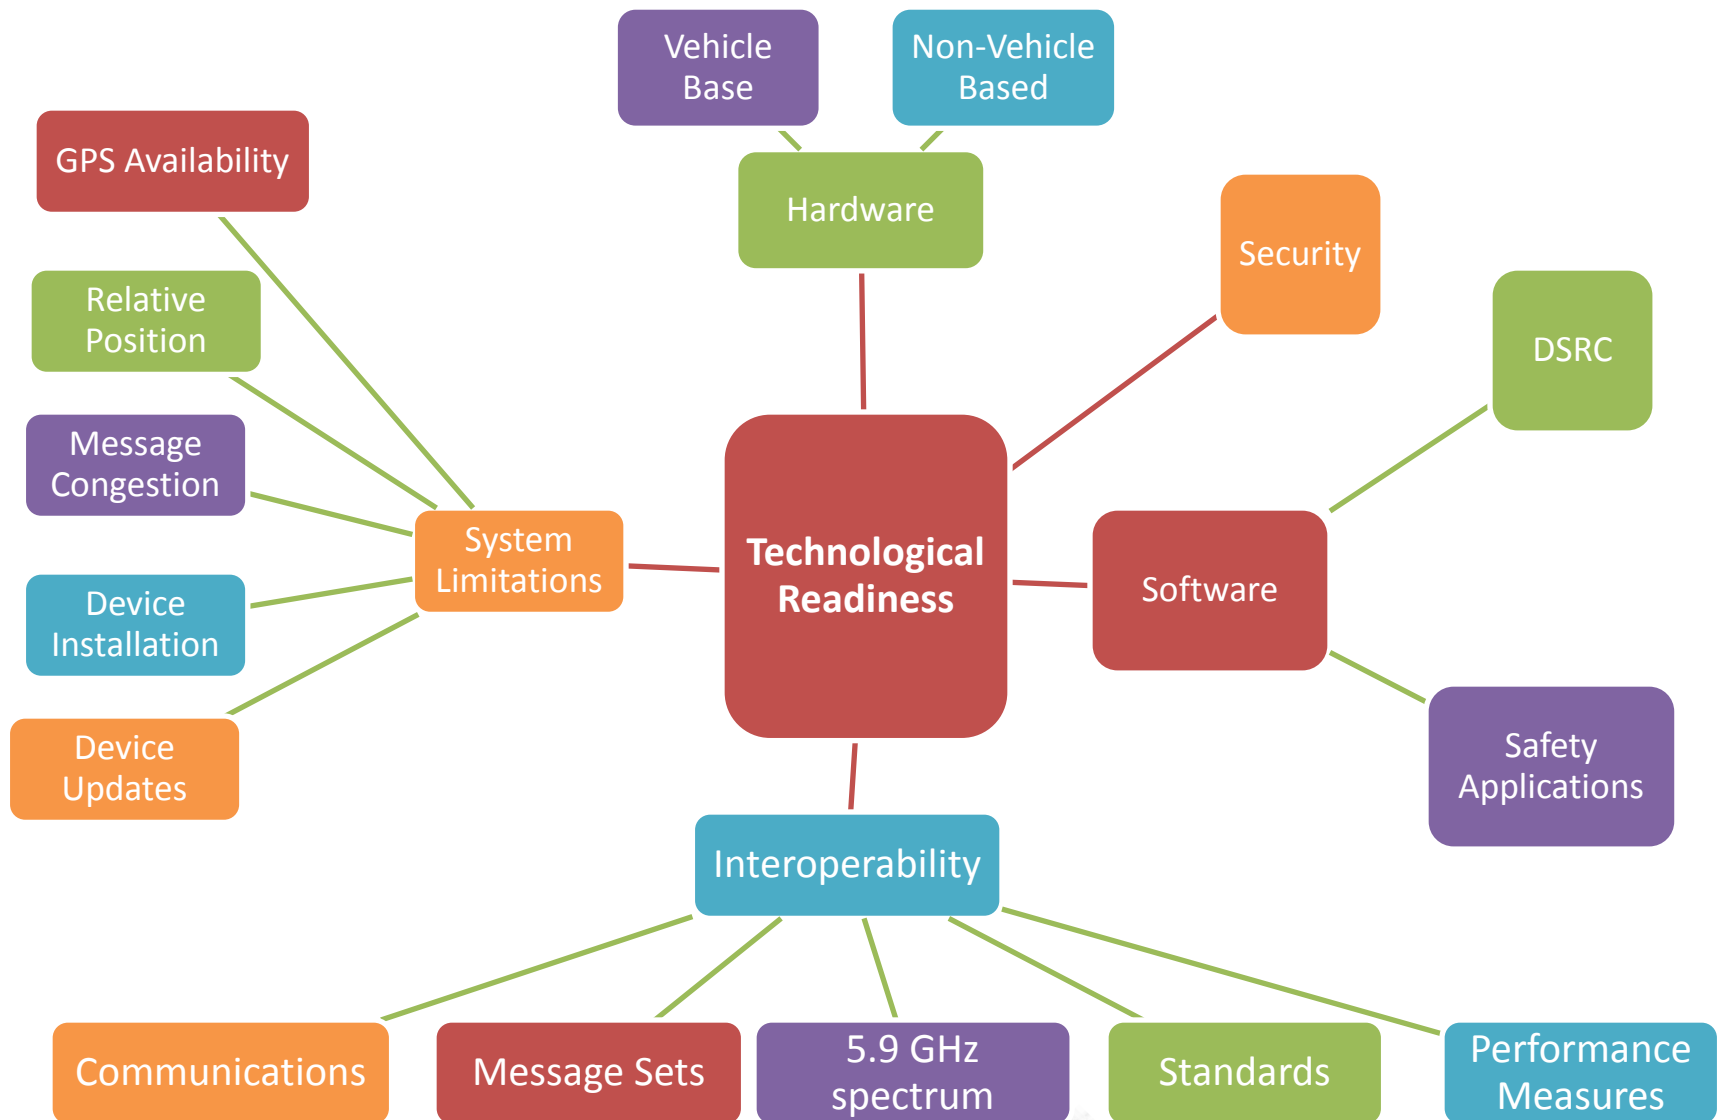 Vehicle
Base
Non-Vehicle
Based
GPS Availability
Hardware
Security
Relative
Position
DSRC
Message
Congestion
System
Limitations
Technological
Readiness
Software
Device
Installation
Device
Updates
Safety
Applications
Interoperability
Communications
Message Sets
5.9 GHz
spectrum
Standards
Performance
Measures